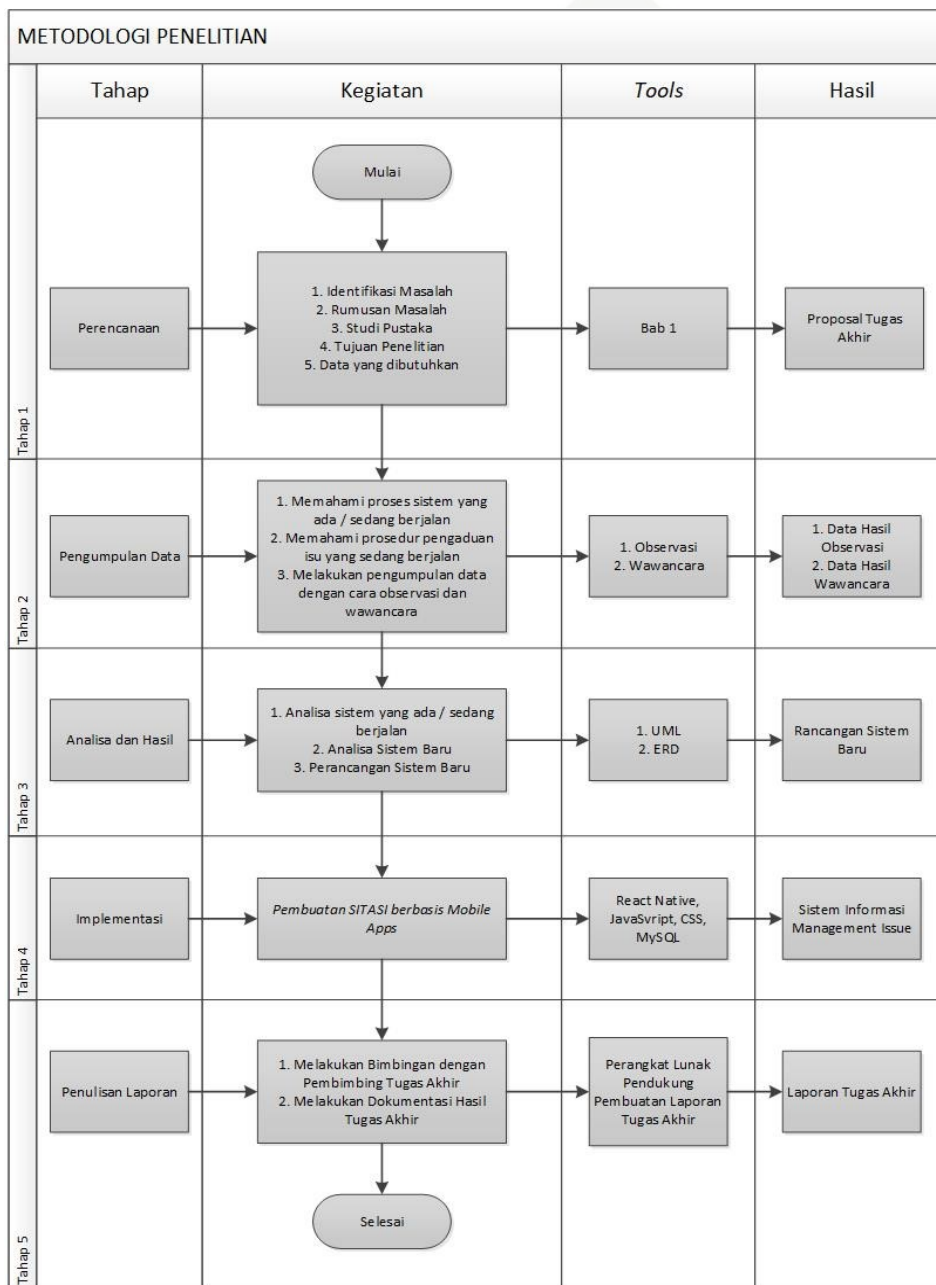 METODOLOGI PENELITIAN
Tahap
Kegiatan
Tools
Hasil
Tahap 1
Mulai
Perencanaan
1. Identifikasi Masalah
2. Rumusan Masalah
3. Studi Pustaka
4. Tujuan Penelitian
5. Data yang dibutuhkan
Bab 1
Proposal Tugas
Akhir
Tahap 2
Pengumpulan Data
1. Memahami proses sistem yang
ada / sedang berjalan
2. Memahami prosedur pengaduan
isu yang sedang berjalan
3. Melakukan pengumpulan data
dengan cara observasi dan
wawancara
1. Observasi
2. Wawancara
1. Data Hasil
Observasi
2. Data Hasil
Wawancara
Tahap 3
Analisa dan Hasil
1. Analisa sistem yang ada / sedang
berjalan
2. Analisa Sistem Baru
3. Perancangan Sistem Baru
1. UML
2. ERD
Rancangan Sistem
Baru
Tahap 4
Implementasi
Pembuatan SITASI berbasis Mobile
Apps
React Native,
JavaSvript, CSS,
MySQL
Sistem Informasi
Management Issue
Tahap 5
Penulisan Laporan
1. Melakukan Bimbingan dengan
Pembimbing Tugas Akhir
2. Melakukan Dokumentasi Hasil
Tugas Akhir
Perangkat Lunak
Pendukung
Pembuatan Laporan
Tugas Akhir
Laporan Tugas Akhir
Selesai